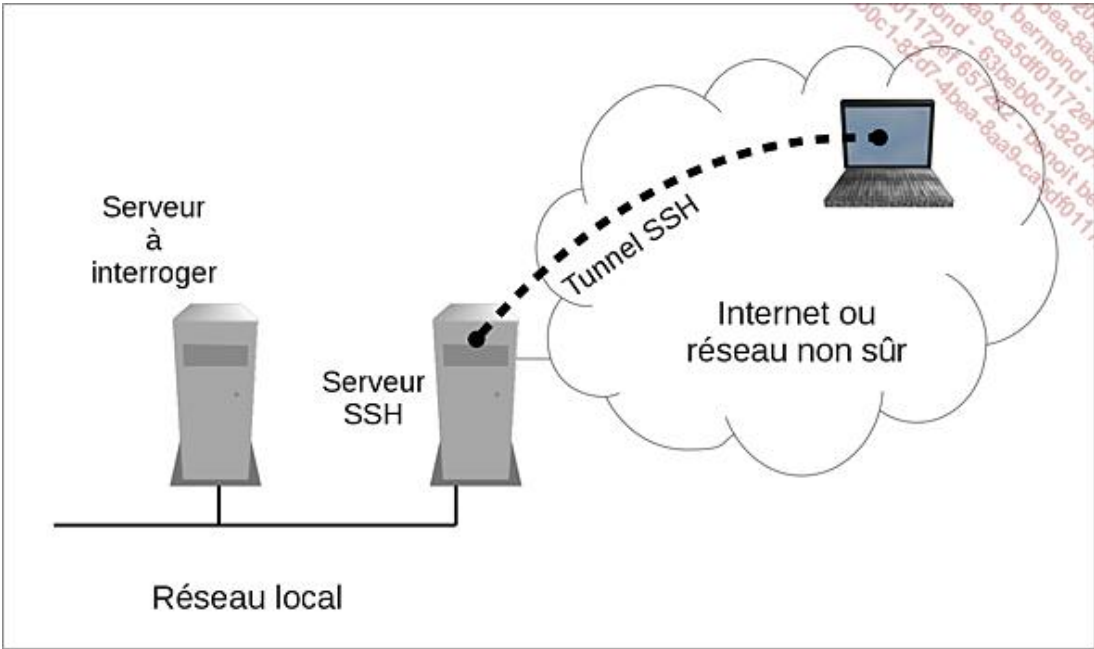 Serveur
à
interroger
Serveur
SSH
Tunnel SSH
Internet ou
réseau non sûr
Réseau local